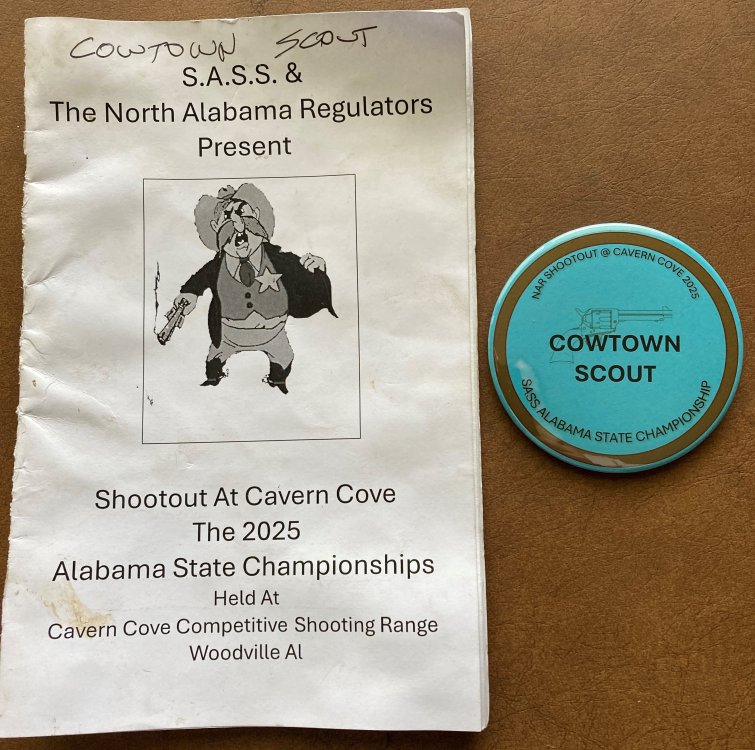 COWTOWN SCOUT
S.A.S.S. &
The North Alabama Regulators
Present
Shootout At Cavern Cove
The 2025
Alabama State Championships
Held At
Cavern Cove Competitive Shooting Range
Woodville Al
NAR SHOOTOUT @ CAVERN COVE 2025
COWTOWN
SCOUT
SASS ALABAMA STATE CHAMPIONSHIP